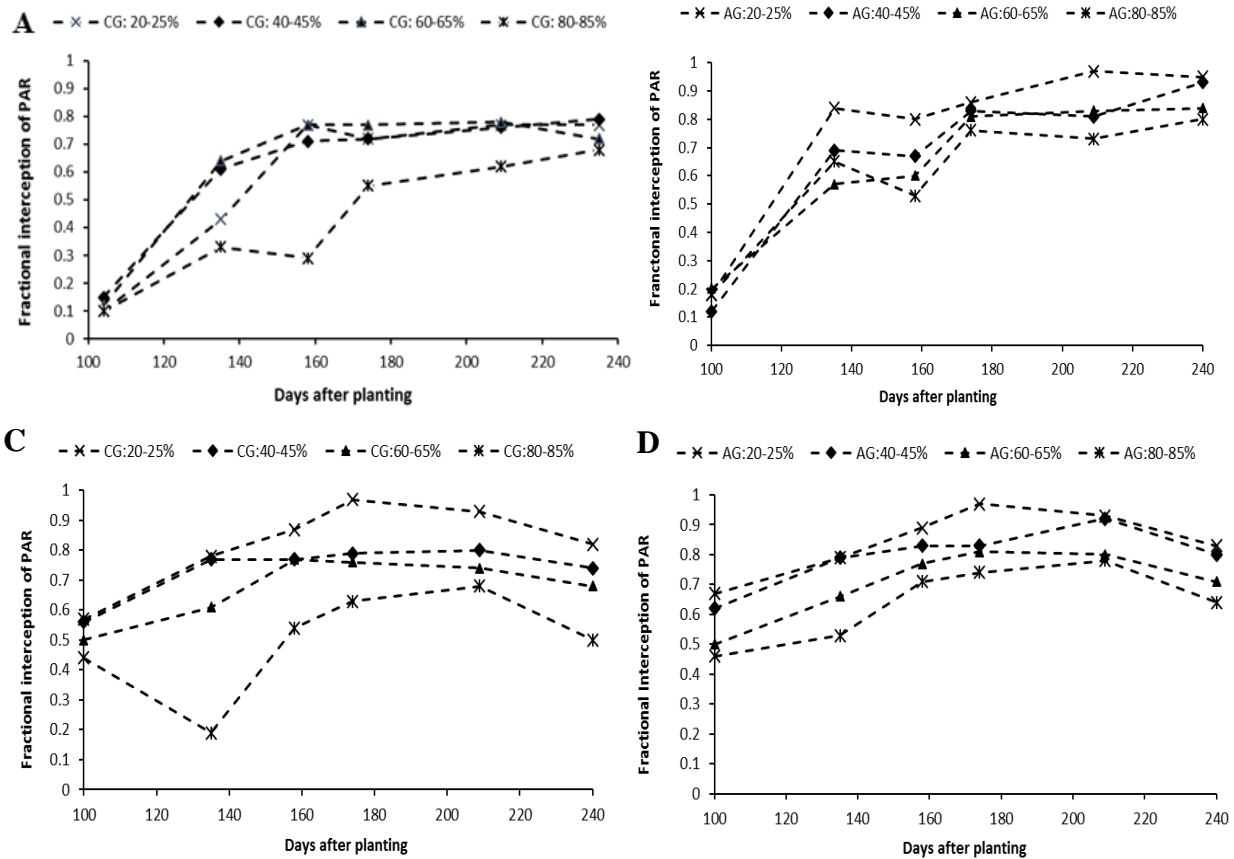 A
CG: 20-25% CG: 40-45% CG: 60-65% CG: 80-85%
Fractional interception of PAR
1
0.9
0.8
0.7
0.6
0.5
0.4
0.3
0.2
0.1
0
100 120 140 160 180 200 220 240
Days after planting
AG:20-25% AG:40-45% AG:60-65% AG:80-85%
Franctonal interception of PAR
1
0.9
0.8
0.7
0.6
0.5
0.4
0.3
0.2
0.1
0
100 120 140 160 180 200 220 240
Days after planting
C
CG:20-25% CG:40-45% CG:60-65% CG:80-85%
Fractional interception of PAR
1
0.9
0.8
0.7
0.6
0.5
0.4
0.3
0.2
0.1
0
100 120 140 160 180 200 220 240
Days after planting
D
AG:20-25% AG:40-45% AG:60-65% AG:80-85%
Fractional Interception of PAR
1
0.9
0.8
0.7
0.6
0.5
0.4
0.3
0.2
0.1
0
100 120 140 160 180 200 220 240
Days after planting